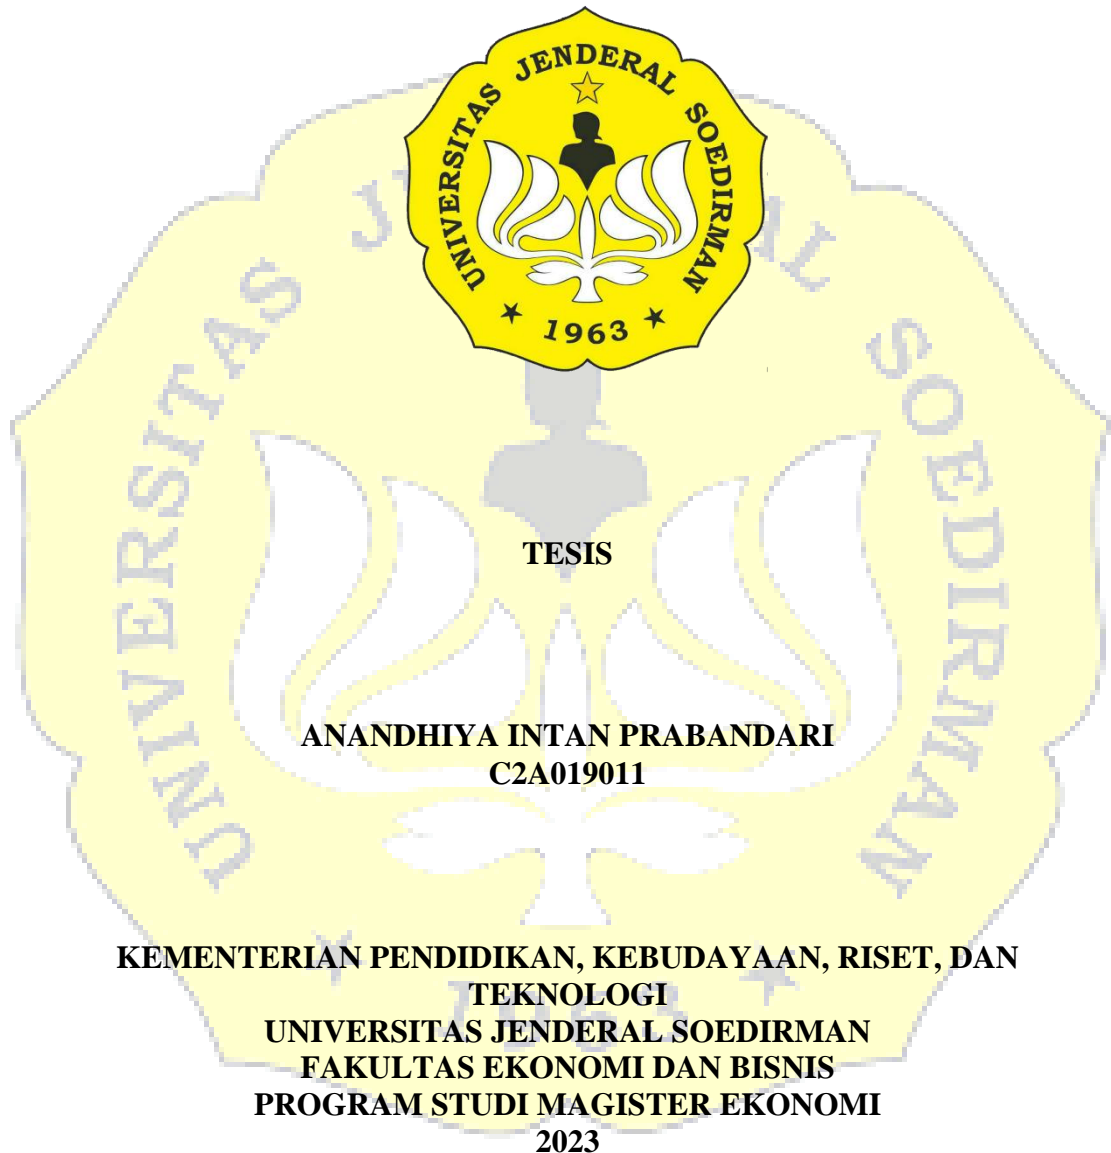 UNIVERSITAS JENDERAL SOEDIRMAN
★ 1963 ★
TESIS
ANANDHIYA INTAN PRABANDARI
C2A019011
KEMENTERIAN PENDIDIKAN, KEBUDAYAAN, RISET, DAN
TEKNOLOGI
UNIVERSITAS JENDERAL SOEDIRMAN
FAKULTAS EKONOMI DAN BISNIS
PROGRAM STUDI MAGISTER EKONOMI
2023